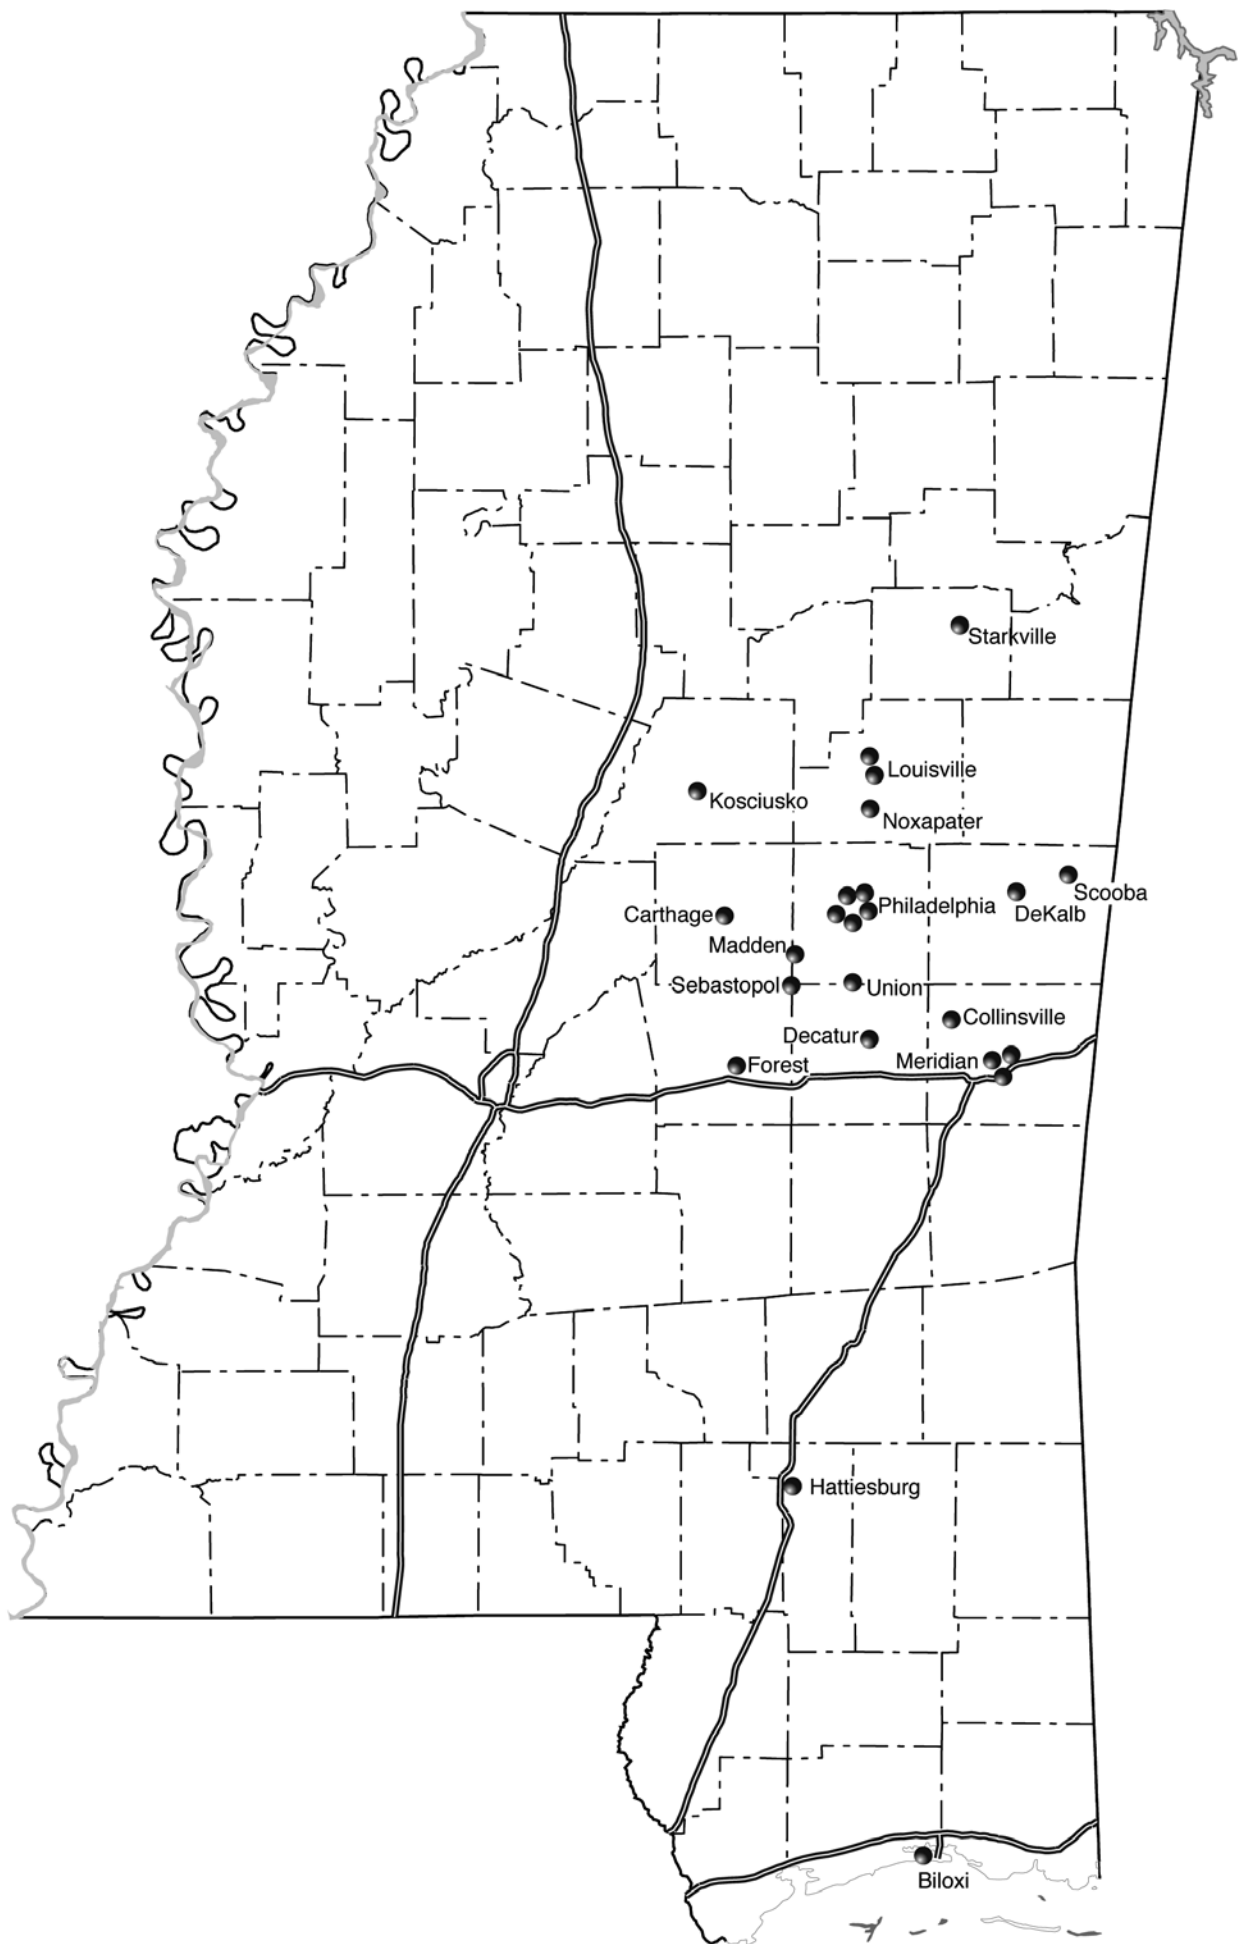 Starkville
Louisville
Kosciusko
Noxapater
Scooba
Philadelphia
DeKalb
Carthage
Madden
Sebastopol
Union
Collinsville
Decatur
Meridian
Forest
Hattiesburg
Biloxi